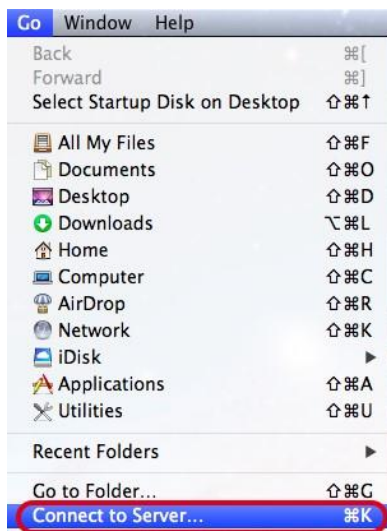 Go Window Help
Back ⌘[
Forward ⌘]
Select Startup Disk on Desktop ⇧⌘↑
All My Files ⇧⌘F
Documents ⇧⌘O
Desktop ⇧⌘D
Downloads ⌥⌘L
Home ⇧⌘H
Computer ⇧⌘C
AirDrop ⇧⌘R
Network ⇧⌘K
iDisk ▶
Applications ⇧⌘A
Utilities ⇧⌘U
Recent Folders ▶
Go to Folder... ⇧⌘G
Connect to Server... ⌘K